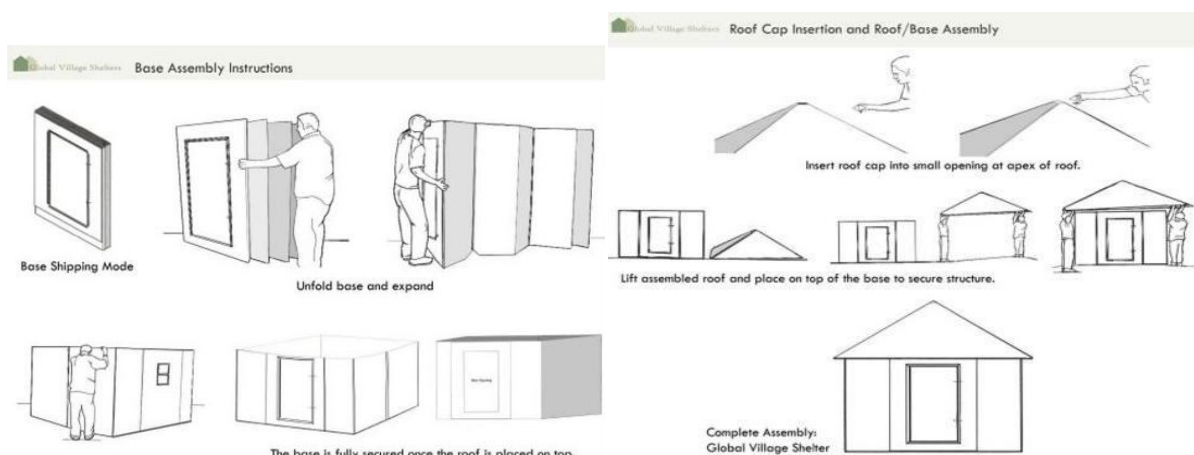 Global Village Shelters Base Assembly Instructions
Base Shipping Mode
Unfold base and expand
The base is fully secured once the roof is placed on top
Global Village Shelters Roof Cap Insertion and Roof/Base Assembly
Insert roof cap into small opening at apex of roof.
Lift assembled roof and place on top of the base to secure structure.
Complete Assembly:
Global Village Shelter